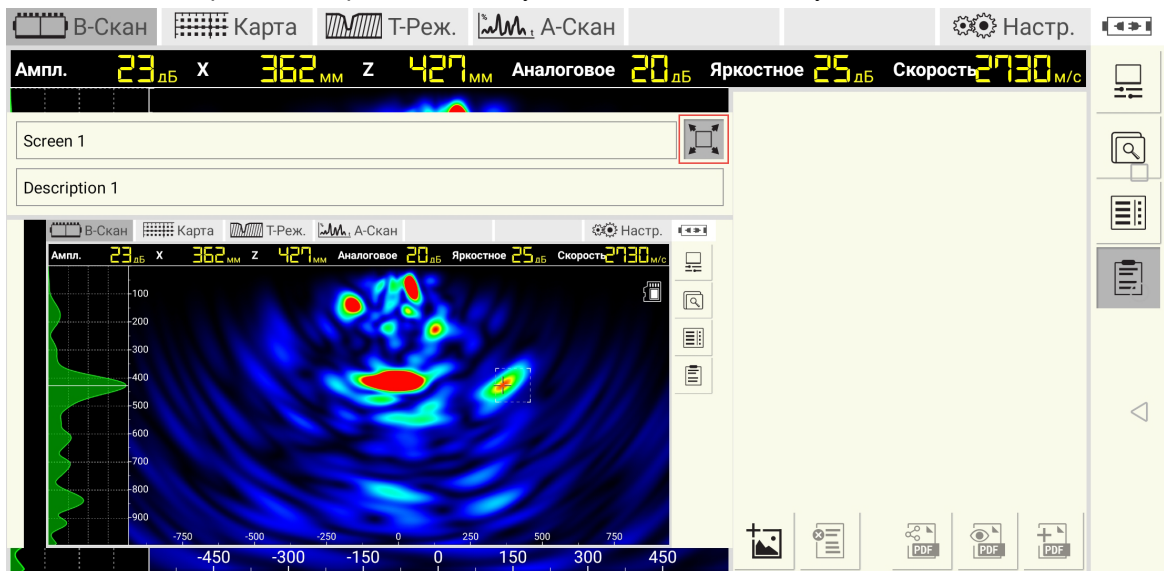 В-Скан Карта Т-Реж. А-Скан Настр.
Ампл. 23 дБ X 362 мм Z 427 мм Аналоговое 20 дБ Яркостное 25 дБ Скорость 2730 м/с
Screen 1
Description 1
В-Скан Карта Т-Реж. А-Скан Настр.
Ампл. 23 дБ X 362 мм Z 427 мм Аналоговое 20 дБ Яркостное 25 дБ Скорость 2730 м/с
-100
-200
-300
-400
-500
-600
-700
-800
-900
-750 -500 -250 0 250 500 750
-450 -300 -150 0 150 300 450
PDF PDF PDF